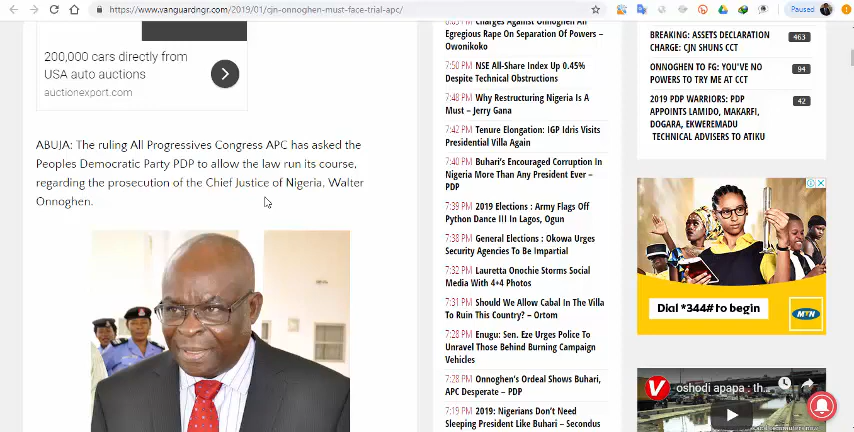 https://www.vanguardngr.com/2019/01/cjn-onnoghen-must-face-trial-apc/
Paused
200,000 cars directly from
USA auto auctions
auctionexport.com
ABUJA: The ruling All Progressives Congress APC has asked the
Peoples Democratic Party PDP to allow the law run its course,
regarding the prosecution of the Chief Justice of Nigeria, Walter
Onnoghen.
Charges Against Onnoghen An
Egregious Rape On Separation Of Powers –
Owonikoko
7:50 PM NSE All-Share Index Up 0.45%
Despite Technical Obstructions
7:48 PM Why Restructuring Nigeria Is A
Must – Jerry Gana
7:42 PM Tenure Elongation: IGP Idris Visits
Presidential Villa Again
7:40 PM Buhari's Encouraged Corruption In
Nigeria More Than Any President Ever –
PDP
7:39 PM 2019 Elections : Army Flags Off
Python Dance III In Lagos, Ogun
7:38 PM General Elections : Okowa Urges
Security Agencies To Be Impartial
7:32 PM Lauretta Onochie Storms Social
Media With 4+4 Photos
7:31 PM Should We Allow Cabal In The Villa
To Ruin This Country? – Ortom
7:28 PM Enugu: Sen. Eze Urges Police To
Unravel Those Behind Burning Campaign
Vehicles
7:28 PM Onnoghen's Ordeal Shows Buhari,
APC Desperate – PDP
7:19 PM 2019: Nigerians Don't Need
Sleeping President Like Buhari – Secondus
BREAKING: ASSETS DECLARATION
CHARGE: CJN SHUNS CCT
463
ONNOGHEN TO FG: YOU'VE NO
POWERS TO TRY ME AT CCT
94
2019 PDP WARRIORS: PDP
APPOINTS LAMIDO, MAKARFI,
DOGARA, EKWEREMADU
TECHNICAL ADVISERS TO ATIKU
42
Dial *344# to begin
MTN
oshodi apapa : th...